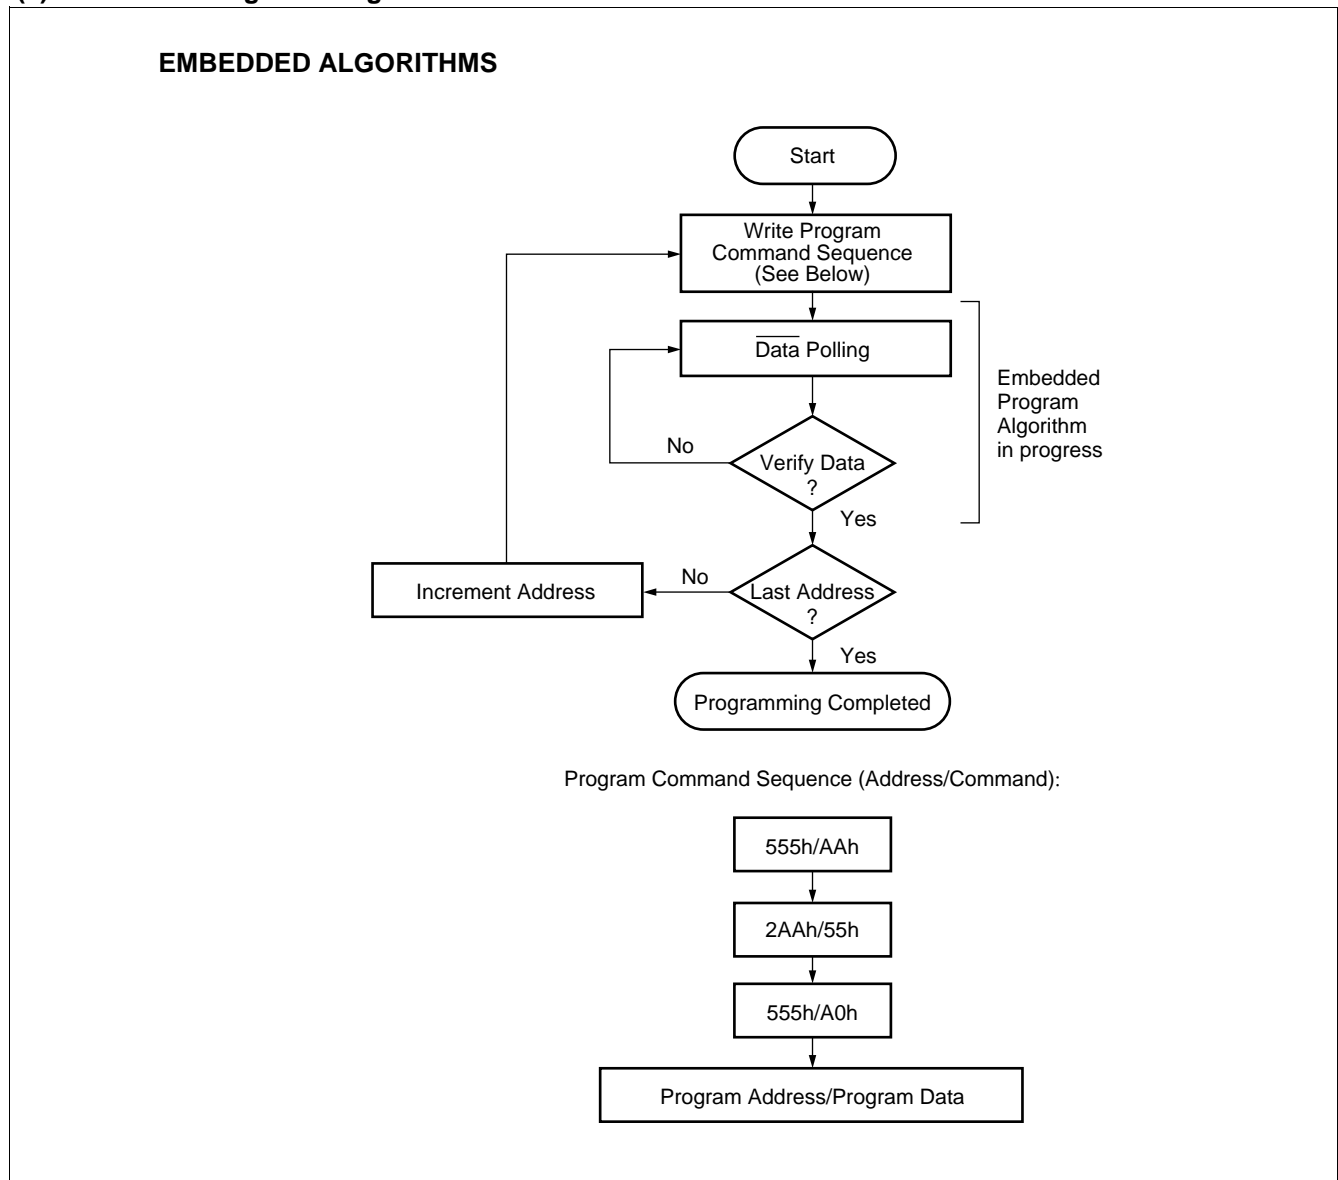 EMBEDDED ALGORITHMS
Start
Write Program
Command Sequence
(See Below)
Data Polling
Embedded
Program
Algorithm
in progress
No
Verify Data
?
Yes
Increment Address
No
Last Address
?
Yes
Programming Completed
Program Command Sequence (Address/Command):
555h/AAh
2AAh/55h
555h/A0h
Program Address/Program Data